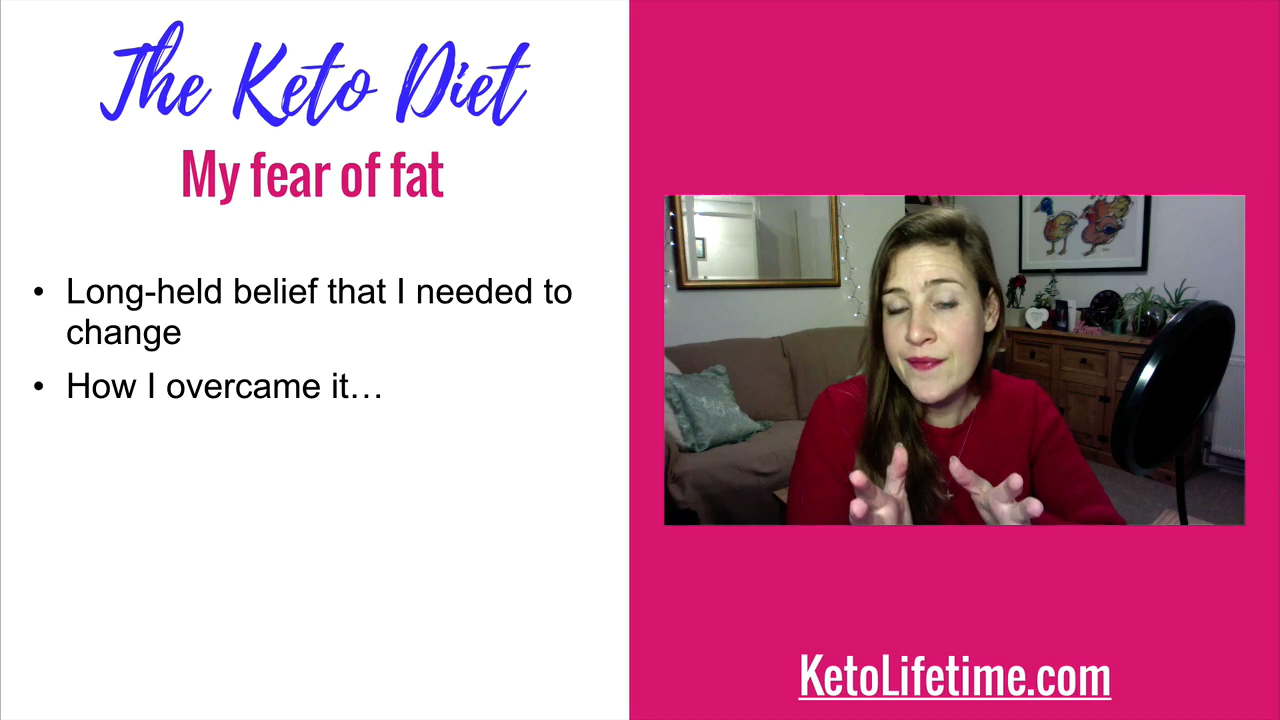 The Keto Diet
My fear of fat
• Long-held belief that I needed to
change
• How I overcame it…
KetoLifetime.com